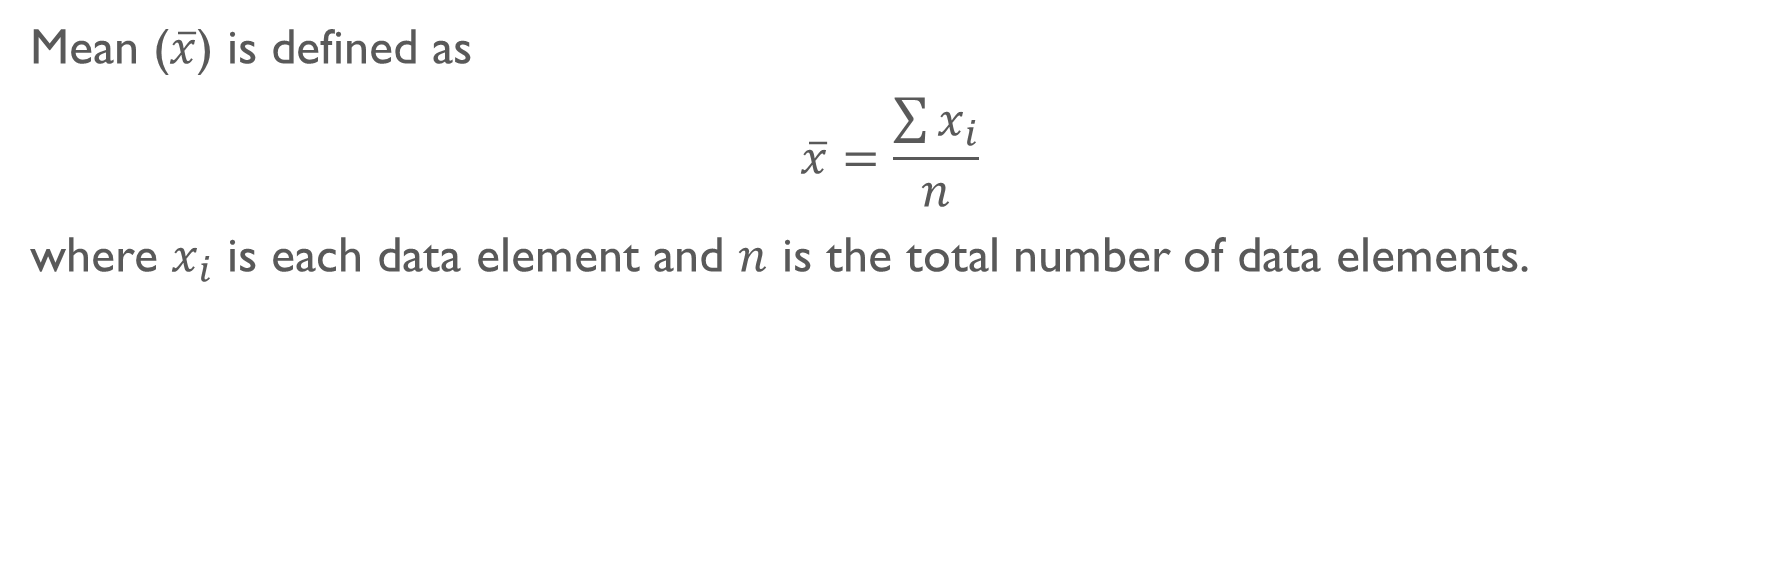 Mean (x̄) is defined as
x̄ = ∑ xᵢ / n
where xᵢ is each data element and n is the total number of data elements.